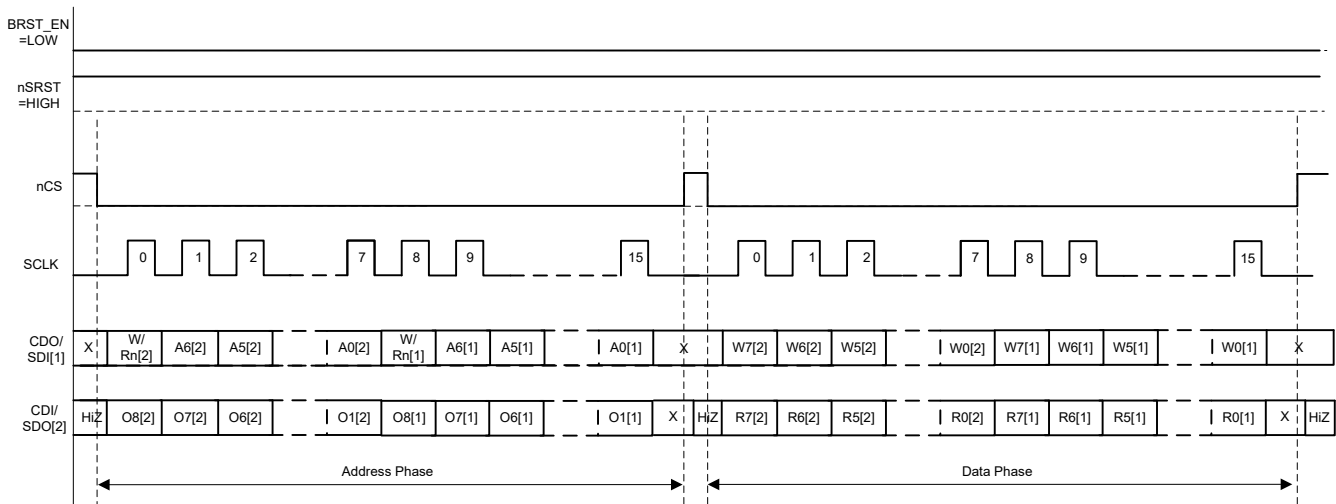 BRST_EN
=LOW
nSRST
=HIGH
nCS
SCLK
0 1 2 7 8 9 15 0 1 2 7 8 9 15
CDO/
SDI[1]
X W/
Rn[2] A6[2] A5[2] A0[2] W/
Rn[1] A6[1] A5[1] A0[1] X W7[2] W6[2] W5[2] W0[2] W7[1] W6[1] W5[1] W0[1] X
CDI/
SDO[2]
HiZ O8[2] O7[2] O6[2] O1[2] O8[1] O7[1] O6[1] O1[1] X HiZ R7[2] R6[2] R5[2] R0[2] R7[1] R6[1] R5[1] R0[1] X HiZ
Address Phase Data Phase